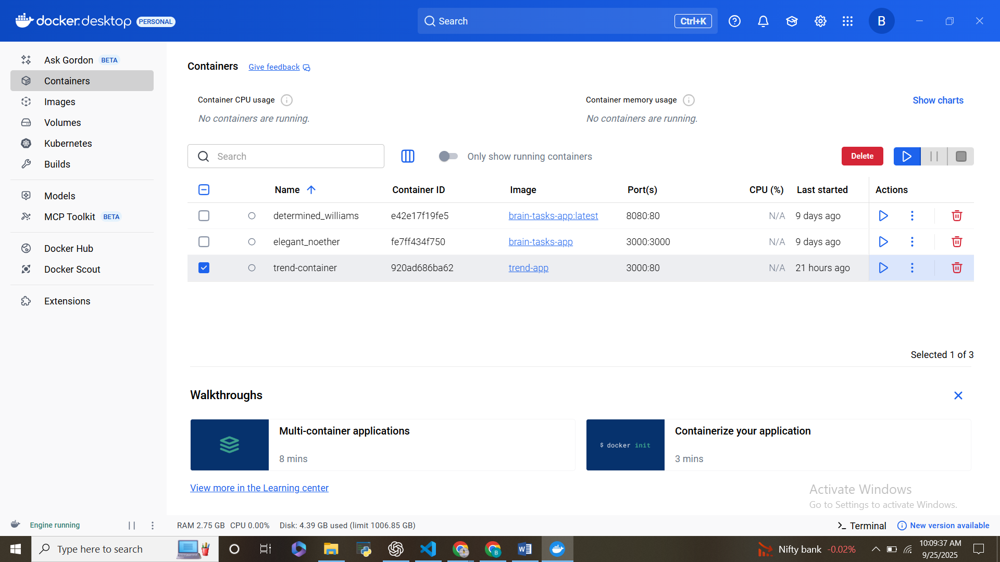 docker.desktop PERSONAL
Search Ctrl+K
B
Ask Gordon BETA
Containers
Images
Volumes
Kubernetes
Builds
Models
MCP Toolkit BETA
Docker Hub
Docker Scout
Extensions
Containers Give feedback
Container CPU usage
No containers are running.
Container memory usage
No containers are running.
Show charts
Search
Only show running containers
Delete
Name Container ID Image Port(s) CPU (%) Last started Actions
determined_williams e42e17f19fe5 brain-tasks-app:latest 8080:80 N/A 9 days ago
elegant_noether fe7ff434f750 brain-tasks-app 3000:3000 N/A 9 days ago
trend-container 920ad686ba62 trend-app 3000:80 N/A 21 hours ago
Selected 1 of 3
Walkthroughs
Multi-container applications
8 mins
$ docker init
Containerize your application
3 mins
View more in the Learning center
Activate Windows
Go to Settings to activate Windows.
Engine running
RAM 2.75 GB CPU 0.00% Disk: 4.39 GB used (limit 1006.85 GB)
Terminal
New version available
Type here to search
B
Nifty bank -0.02%
10:09:37 AM
9/25/2025